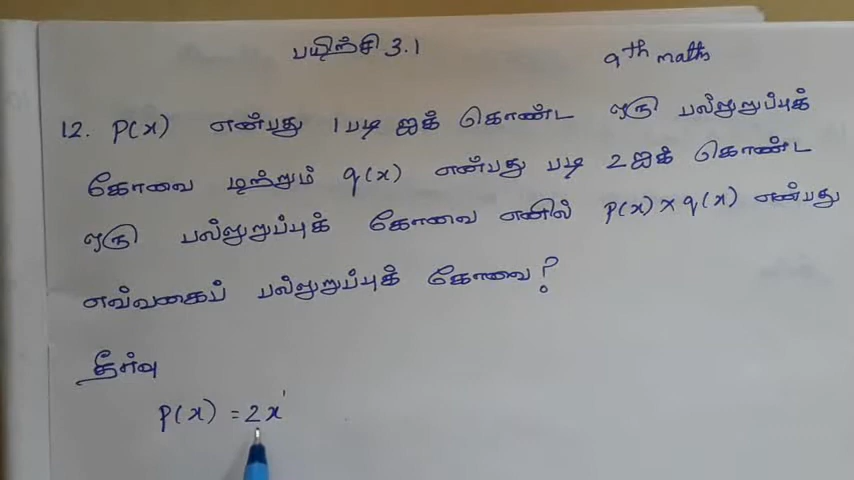 பயிற்சி 3.1
9th maths
12. P(x) என்பது 1 படி ஐக் கொண்ட ஒரு பல்லுறுப்புக்
கோவை மற்றும் q(x) என்பது படி 2 ஐக் கொண்ட
ஒரு பல்லுறுப்புக் கோவை எனில் P(x) x q(x) என்பது
எவ்வகைப் பல்லுறுப்புக் கோவை?
தீர்வு
P(x) = 2x¹